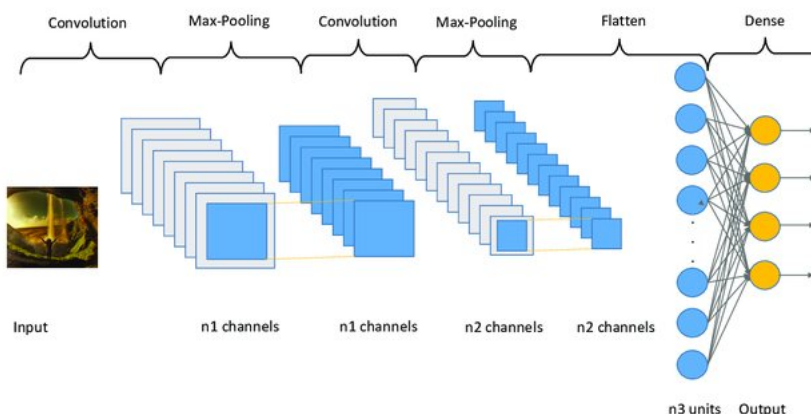 Convolution
Max-Pooling
Convolution
Max-Pooling
Flatten
Dense
Input
n1 channels
n1 channels
n2 channels
n2 channels
n3 units
Output